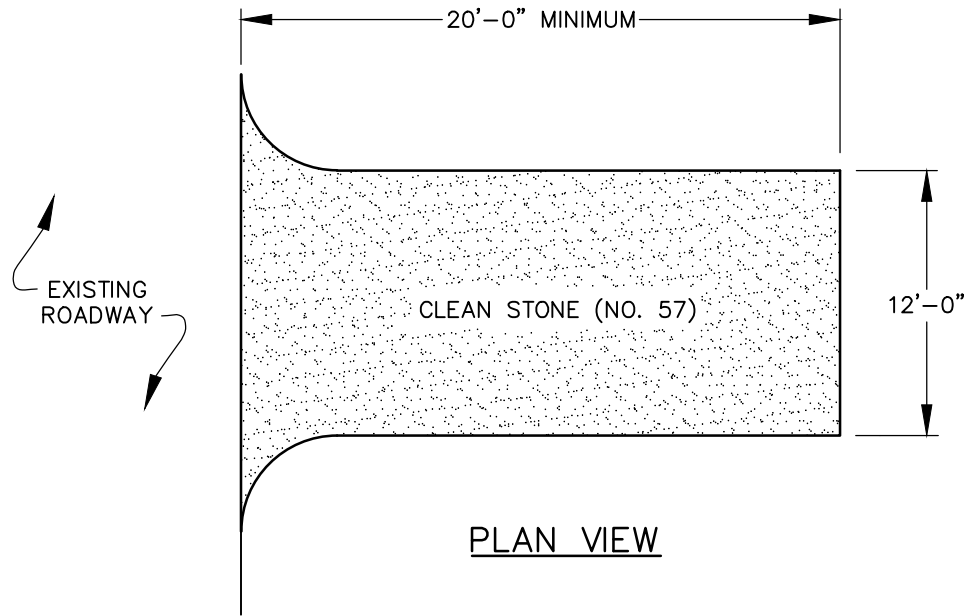 20'-0" MINIMUM
EXISTING
ROADWAY
CLEAN STONE (NO. 57)
12'-0"
PLAN VIEW